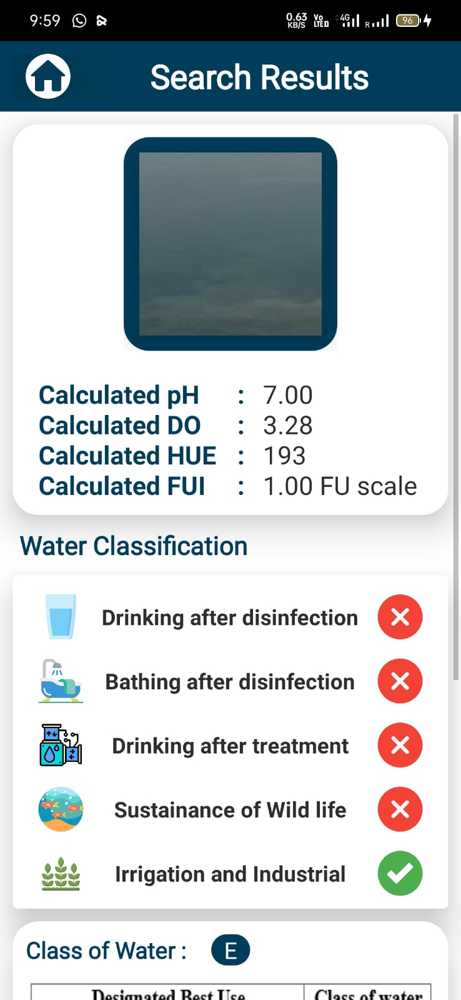 9:59 0.63 KB/S Vo LTED 4G R 96
Search Results
Calculated pH : 7.00
Calculated DO : 3.28
Calculated HUE : 193
Calculated FUI : 1.00 FU scale
Water Classification
Drinking after disinfection
Bathing after disinfection
Drinking after treatment
Sustainance of Wild life
Irrigation and Industrial
Class of Water : E
Designated Best Use Class of water